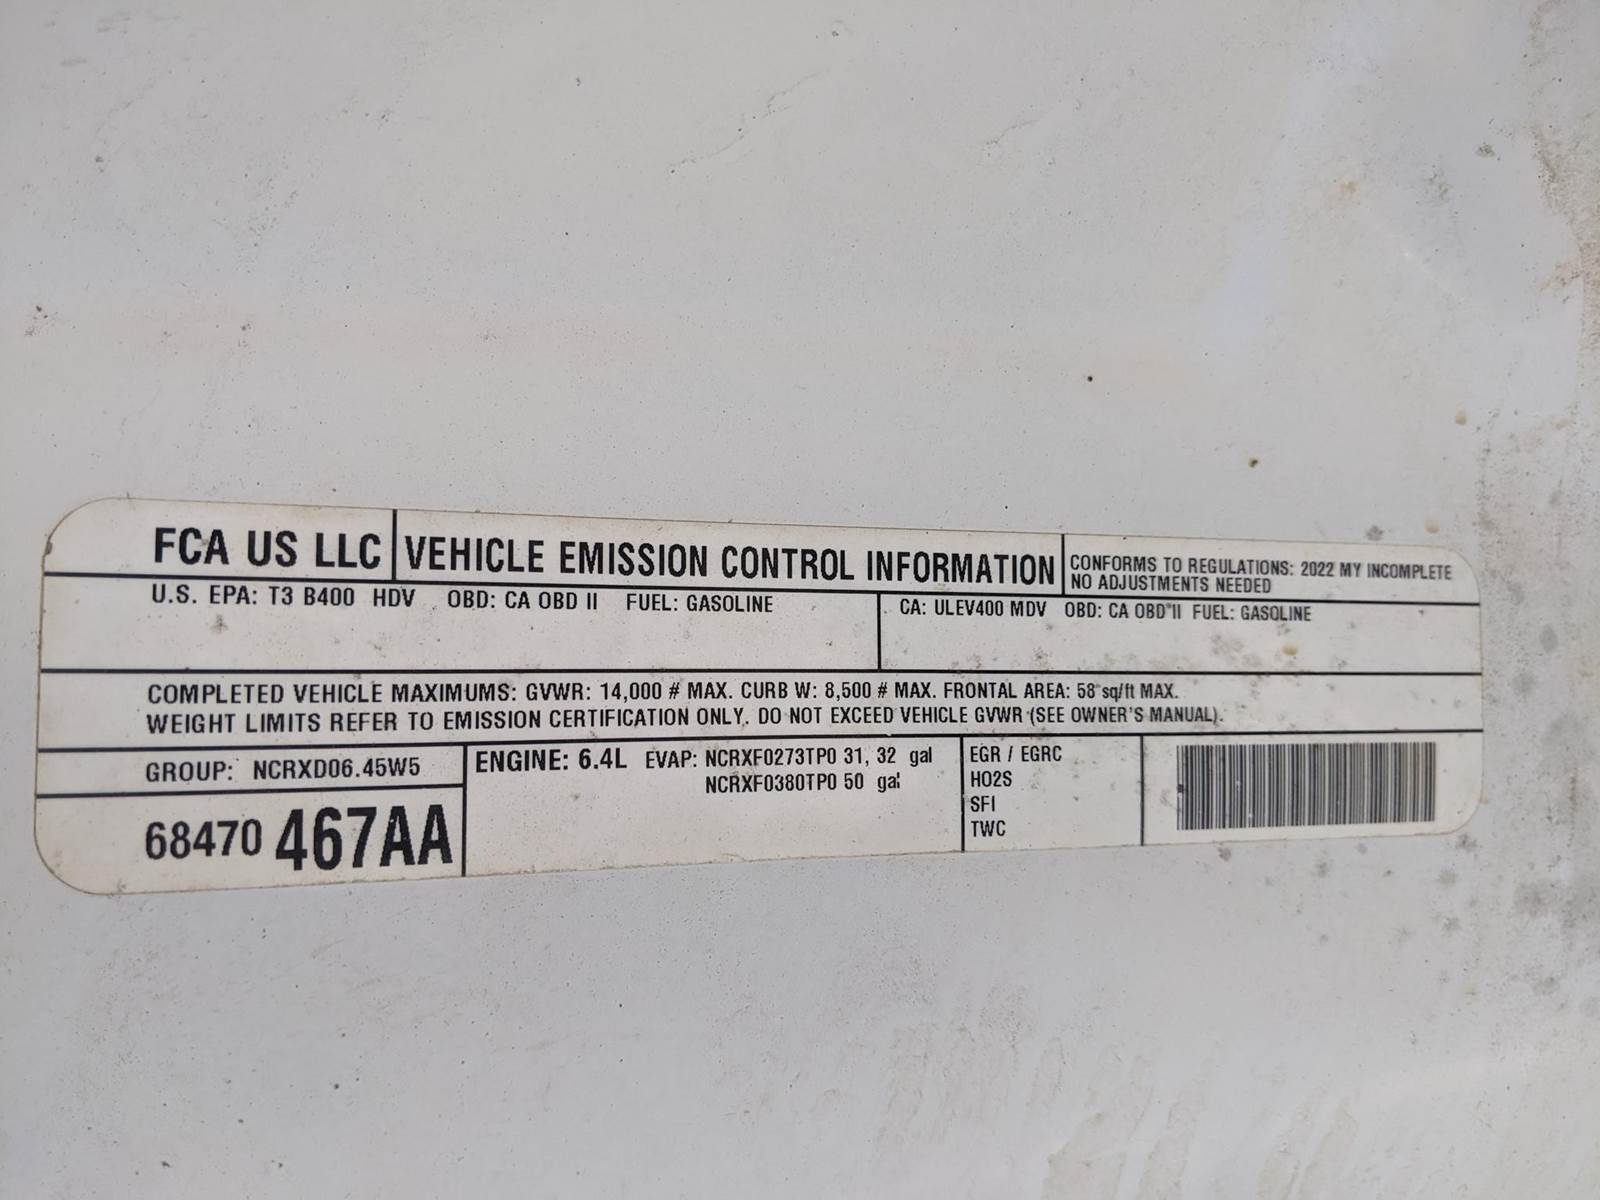 FCA US LLC VEHICLE EMISSION CONTROL INFORMATION
CONFORMS TO REGULATIONS: 2022 MY INCOMPLETE
NO ADJUSTMENTS NEEDED
U.S. EPA: T3 B400 HDV OBD: CA OBD II FUEL: GASOLINE
CA: ULEV400 MDV OBD: CA OBD II FUEL: GASOLINE
COMPLETED VEHICLE MAXIMUMS: GVWR: 14,000 # MAX. CURB W: 8,500 # MAX. FRONTAL AREA: 58 sq/ft MAX.
WEIGHT LIMITS REFER TO EMISSION CERTIFICATION ONLY. DO NOT EXCEED VEHICLE GVWR (SEE OWNER'S MANUAL).
GROUP: NCRXD06.45W5
68470 467AA
ENGINE: 6.4L EVAP: NCRXF0273TP0 31, 32 gal
NCRXF0380TP0 50 gal
EGR / EGRC
HO2S
SFI
TWC